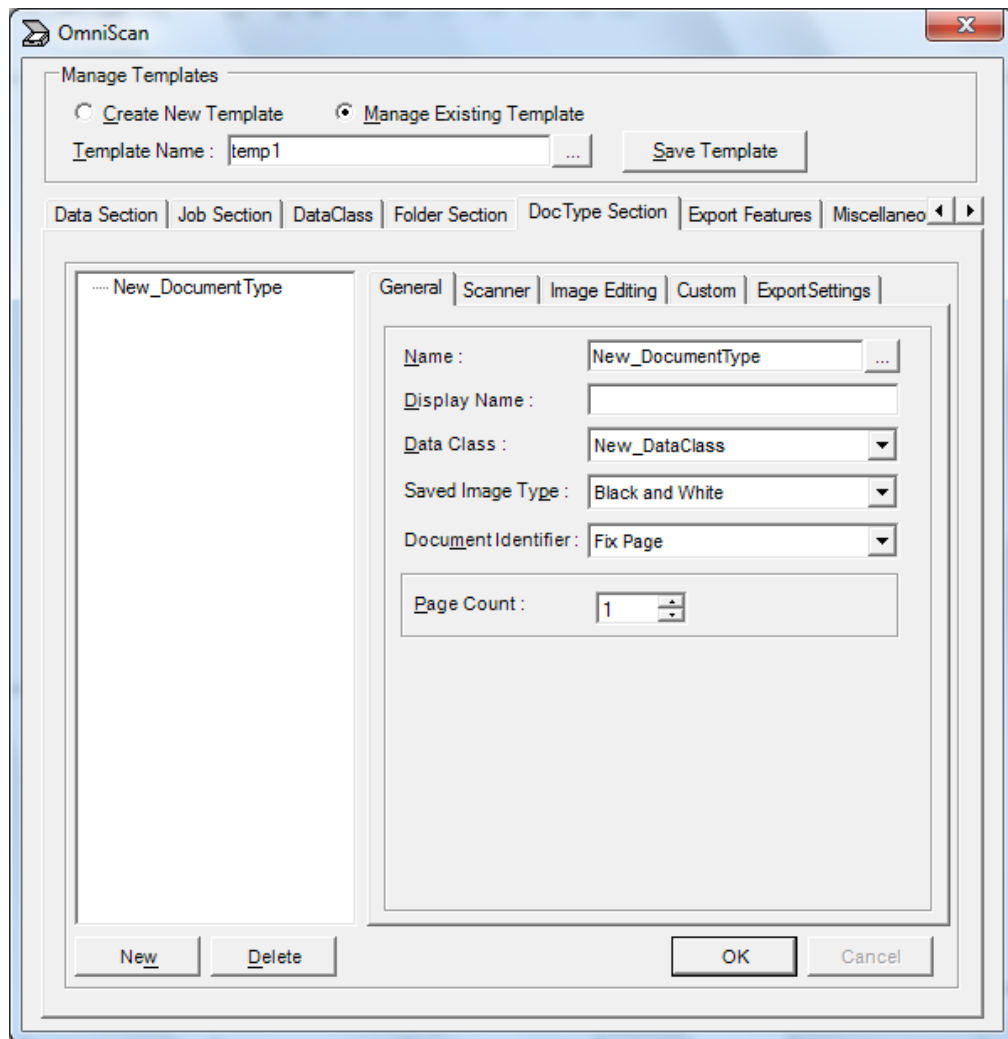 OmniScan
Manage Templates
Create New Template Manage Existing Template
Template Name : temp1 ... Save Template
Data Section Job Section DataClass Folder Section DocType Section Export Features Miscellaneo
New_DocumentType
General Scanner Image Editing Custom ExportSettings
Name : New_DocumentType ...
Display Name :
Data Class : New_DataClass
Saved Image Type : Black and White
Document Identifier : Fix Page
Page Count : 1
New Delete OK Cancel